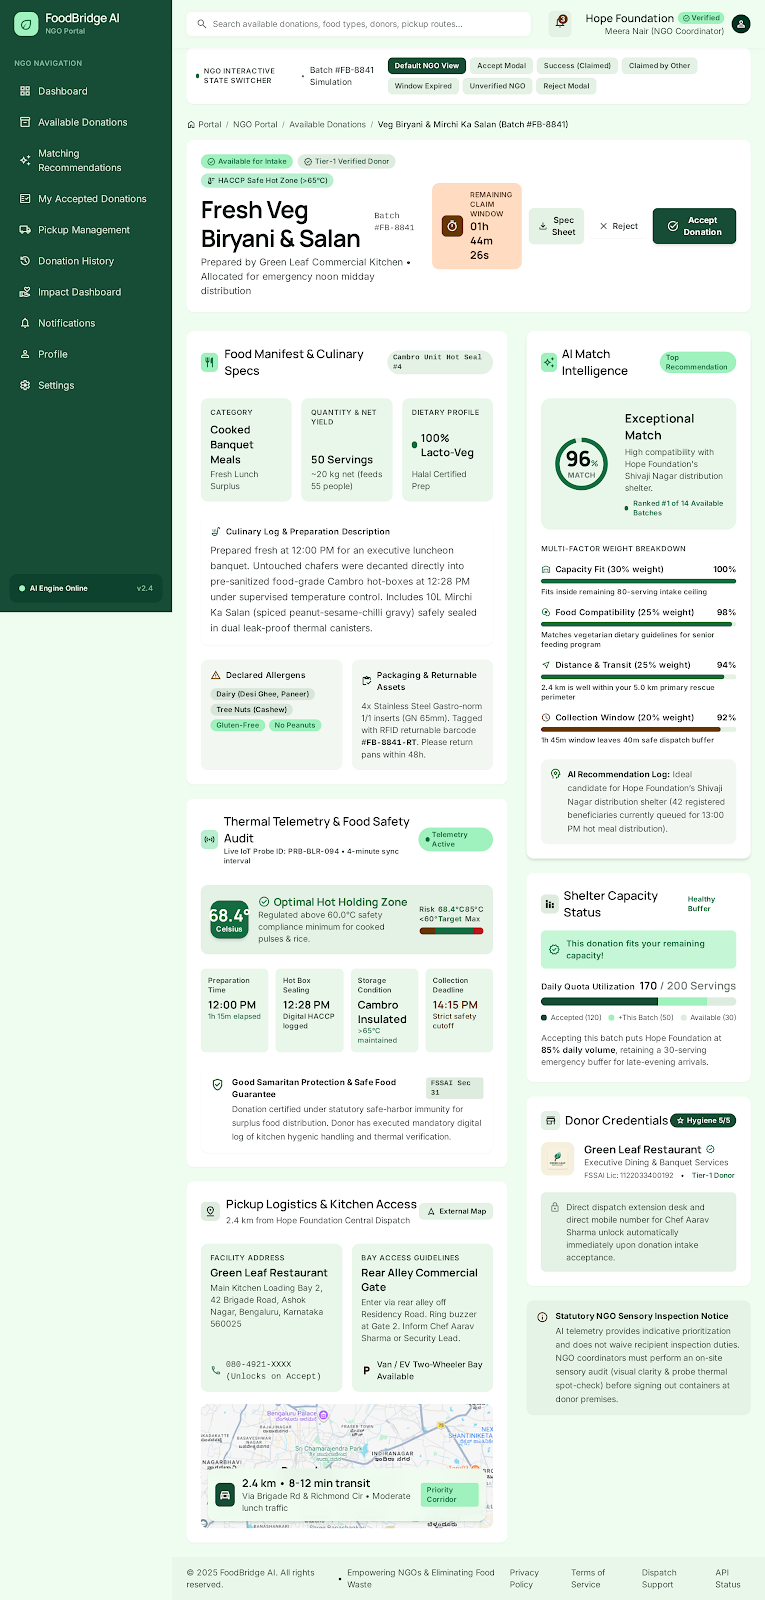 FoodBridge AI
NGO Portal
NGO NAVIGATION
Dashboard
Available Donations
Matching
Recommendations
My Accepted Donations
Pickup Management
Donation History
Impact Dashboard
Notifications
Profile
Settings
AI Engine Online
v2.4
Search available donations, food types, donors, pickup routes...
3
Hope Foundation
Verified
Meera Nair (NGO Coordinator)
NGO INTERACTIVE
STATE SWITCHER
• Batch #FB-8841
Simulation
Default NGO View
Accept Modal
Success (Claimed)
Claimed by Other
Window Expired
Unverified NGO
Reject Modal
Portal / NGO Portal / Available Donations / Veg Biryani & Mirchi Ka Salan (Batch #FB-8841)
Available for Intake
Tier-1 Verified Donor
HACCP Safe Hot Zone (>65°C)
Fresh Veg
Biryani & Salan
Batch
#FB-8841
Prepared by Green Leaf Commercial Kitchen •
Allocated for emergency noon midday
distribution
REMAINING
CLAIM
WINDOW
01h
44m
26s
Spec
Sheet
Reject
Accept
Donation
Food Manifest & Culinary
Specs
Cambro Unit Hot Seal
#4
CATEGORY
Cooked
Banquet
Meals
Fresh Lunch
Surplus
QUANTITY & NET
YIELD
50 Servings
~20 kg net (feeds
55 people)
DIETARY PROFILE
100%
Lacto-Veg
Halal Certified
Prep
Culinary Log & Preparation Description
Prepared fresh at 12:00 PM for an executive luncheon
banquet. Untouched chafers were decanted directly into
pre-sanitized food-grade Cambro hot-boxes at 12:28 PM
under supervised temperature control. Includes 10L Mirchi
Ka Salan (spiced peanut-sesame-chilli gravy) safely sealed
in dual leak-proof thermal canisters.
Declared Allergens
Dairy (Desi Ghee, Paneer)
Tree Nuts (Cashew)
Gluten-Free
No Peanuts
Packaging & Returnable
Assets
4x Stainless Steel Gastro-norm
1/1 inserts (GN 65mm). Tagged
with RFID returnable barcode
#FB-8841-RT. Please return
pans within 48h.
Thermal Telemetry & Food Safety
Audit
Live IoT Probe ID: PRB-BLR-094 • 4-minute sync
interval
Telemetry
Active
68.4°
Celsius
Optimal Hot Holding Zone
Regulated above 60.0°C safety
compliance minimum for cooked
pulses & rice.
Risk 68.4°C 85°C
<60° Target Max
Preparation
Time
12:00 PM
1h 15m elapsed
Hot Box
Sealing
12:28 PM
Digital HACCP
logged
Storage
Condition
Cambro
Insulated
>65°C
maintained
Collection
Deadline
14:15 PM
Strict safety
cutoff
Good Samaritan Protection & Safe Food
Guarantee
FSSAI Sec
31
Donation certified under statutory safe-harbor immunity for
surplus food distribution. Donor has executed mandatory digital
log of kitchen hygenic handling and thermal verification.
Pickup Logistics & Kitchen Access
2.4 km from Hope Foundation Central Dispatch
External Map
FACILITY ADDRESS
Green Leaf Restaurant
Main Kitchen Loading Bay 2,
42 Brigade Road, Ashok
Nagar, Bengaluru, Karnataka
560025
080-4921-XXXX
(Unlocks on Accept)
BAY ACCESS GUIDELINES
Rear Alley Commercial
Gate
Enter via rear alley off
Residency Road. Ring buzzer
at Gate 2. Inform Chef Aarav
Sharma or Security Lead.
P Van / EV Two-Wheeler Bay
Available
Bengaluru Palace
FRASER TOWN
Sri Chamarajendra Park
INDIRANAGAR
2.4 km • 8-12 min transit
Via Brigade Rd & Richmond Cir • Moderate
lunch traffic
Priority
Corridor
AI Match
Intelligence
Top
Recommendation
96%
MATCH
Exceptional
Match
High compatibility with
Hope Foundation's
Shivaji Nagar distribution
shelter.
Ranked #1 of 14 Available
Batches
MULTI-FACTOR WEIGHT BREAKDOWN
Capacity Fit (30% weight) 100%
Fits inside remaining 80-serving intake ceiling
Food Compatibility (25% weight) 98%
Matches vegetarian dietary guidelines for senior
feeding program
Distance & Transit (25% weight) 94%
2.4 km is well within your 5.0 km primary rescue
perimeter
Collection Window (20% weight) 92%
1h 45m window leaves 40m safe dispatch buffer
AI Recommendation Log: Ideal
candidate for Hope Foundation's Shivaji
Nagar distribution shelter (42 registered
beneficiaries currently queued for 13:00
PM hot meal distribution).
Shelter Capacity
Status
Healthy
Buffer
This donation fits your remaining
capacity!
Daily Quota Utilization 170 / 200 Servings
Accepted (120)
+This Batch (50)
Available (30)
Accepting this batch puts Hope Foundation at
85% daily volume, retaining a 30-serving
emergency buffer for late-evening arrivals.
Donor Credentials
Hygiene 5/5
Green Leaf Restaurant
Executive Dining & Banquet Services
FSSAI Lic: 1122033400192 • Tier-1 Donor
Direct dispatch extension desk and
direct mobile number for Chef Aarav
Sharma unlock automatically
immediately upon donation intake
acceptance.
Statutory NGO Sensory Inspection Notice
AI telemetry provides indicative prioritization
and does not waive recipient inspection duties.
NGO coordinators must perform an on-site
sensory audit (visual clarity & probe thermal
spot-check) before signing out containers at
donor premises.
© 2025 FoodBridge AI. All rights
reserved.
• Empowering NGOs & Eliminating Food
Waste
Privacy
Policy
Terms of
Service
Dispatch
Support
API
Status